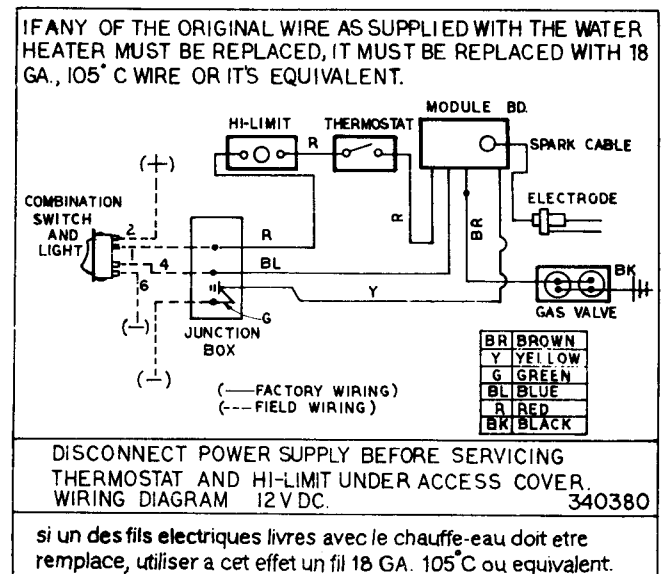 IF ANY OF THE ORIGINAL WIRE AS SUPPLIED WITH THE WATER
HEATER MUST BE REPLACED, IT MUST BE REPLACED WITH 18
GA., 105° C WIRE OR IT'S EQUIVALENT.
MODULE BD.
HI-LIMIT
THERMOSTAT
R
SPARK CABLE
(+)
COMBINATION
SWITCH
AND
LIGHT
2
1
4
6
R
BR
ELECTRODE
R
BL
Y
BK
GAS VALVE
G
(-)
JUNCTION
BOX
(-)
(——FACTORY WIRING)
(---FIELD WIRING)
BR BROWN
Y YELLOW
G GREEN
BL BLUE
R RED
BK BLACK
DISCONNECT POWER SUPPLY BEFORE SERVICING
THERMOSTAT AND HI-LIMIT UNDER ACCESS COVER.
WIRING DIAGRAM 12 V DC. 340380
si un des fils electriques livres avec le chauffe-eau doit etre
remplace, utiliser a cet effet un fil 18 GA. 105°C ou equivalent.